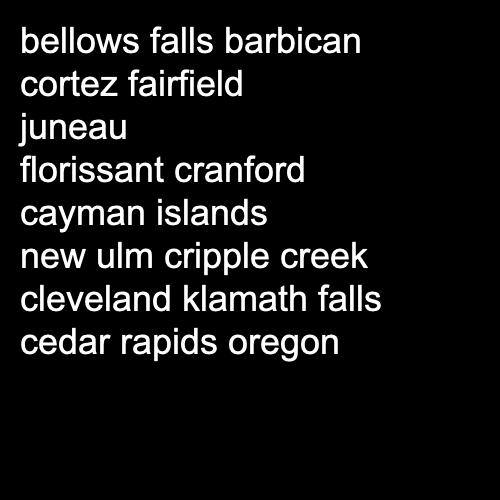 bellows falls barbican
cortez fairfield
juneau
florissant cranford
cayman islands
new ulm cripple creek
cleveland klamath falls
cedar rapids oregon